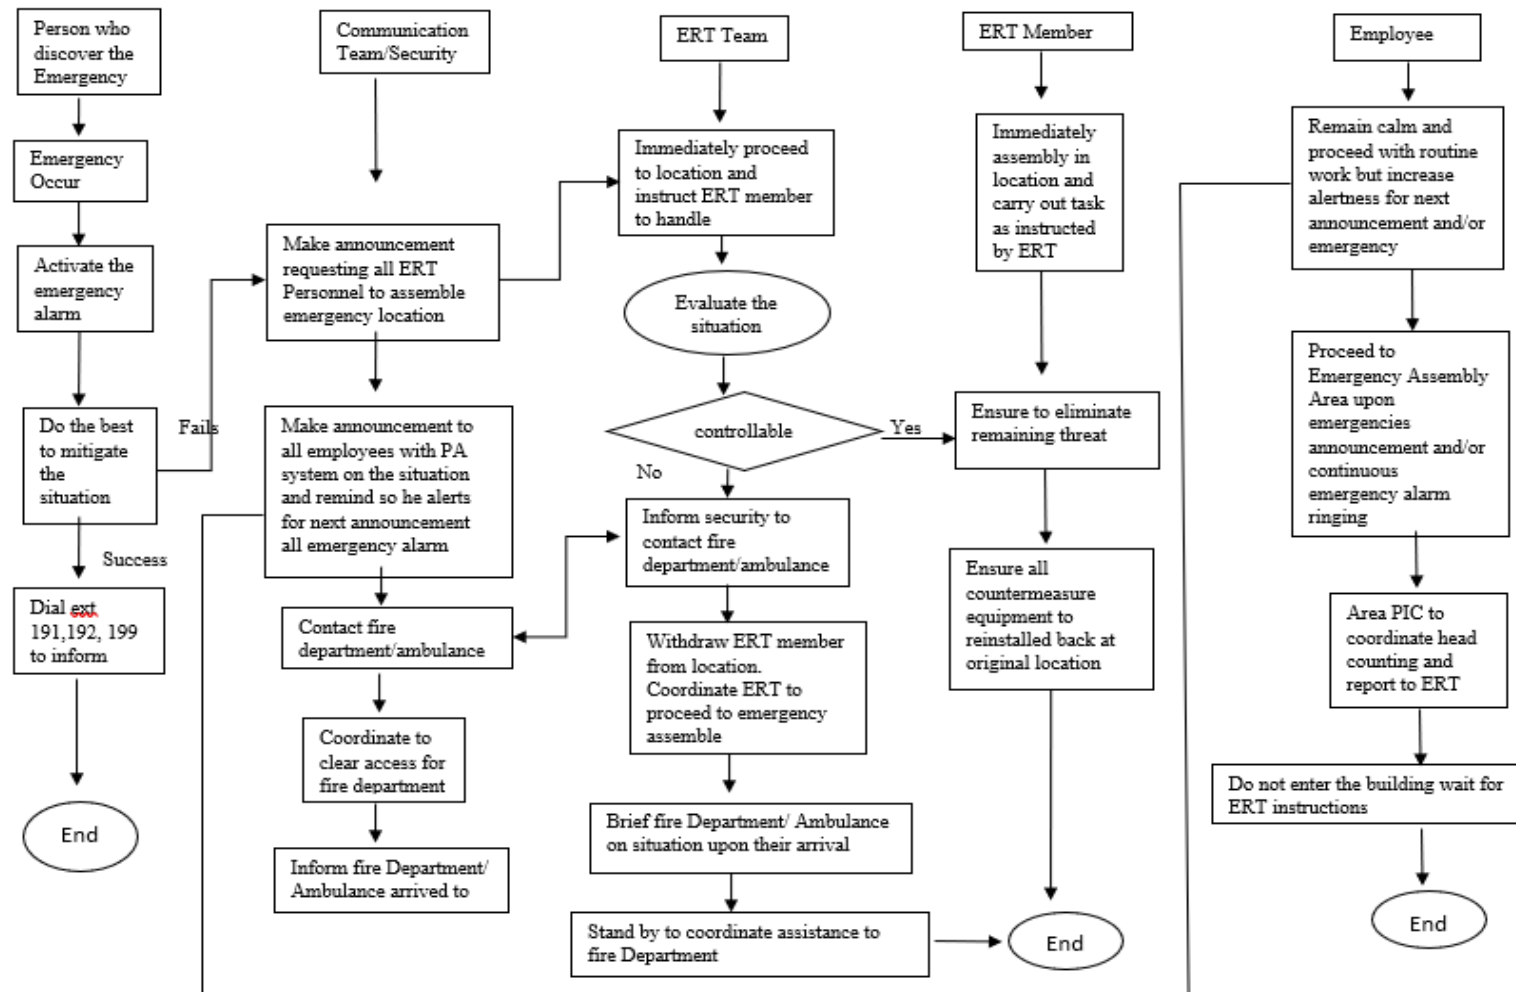 Person who
discover the
Emergency
Emergency
Occur
Activate the
emergency
alarm
Do the best
to mitigate
the
situation
Fails
Success
Dial ext
191,192, 199
to inform
End
Communication
Team/Security
Make announcement
requesting all ERT
Personnel to assemble
emergency location
Make announcement to
all employees with PA
system on the situation
and remind so he alerts
for next announcement
all emergency alarm
Contact fire
department/ambulance
Coordinate to
clear access for
fire department
Inform fire Department/
Ambulance arrived to
ERT Team
Immediately proceed
to location and
instruct ERT member
to handle
Evaluate the
situation
controllable
Yes
No
Inform security to
contact fire
department/ambulance
Withdraw ERT member
from location.
Coordinate ERT to
proceed to emergency
assemble
Brief fire Department/ Ambulance
on situation upon their arrival
Stand by to coordinate assistance to
fire Department
ERT Member
Immediately
assembly in
location and
carry out task
as instructed
by ERT
Ensure to eliminate
remaining threat
Ensure all
countermeasure
equipment to
reinstalled back at
original location
End
Employee
Remain calm and
proceed with routine
work but increase
alertness for next
announcement and/or
emergency
Proceed to
Emergency Assembly
Area upon
emergencies
announcement and/or
continuous
emergency alarm
ringing
Area PIC to
coordinate head
counting and
report to ERT
Do not enter the building wait for
ERT instructions
End